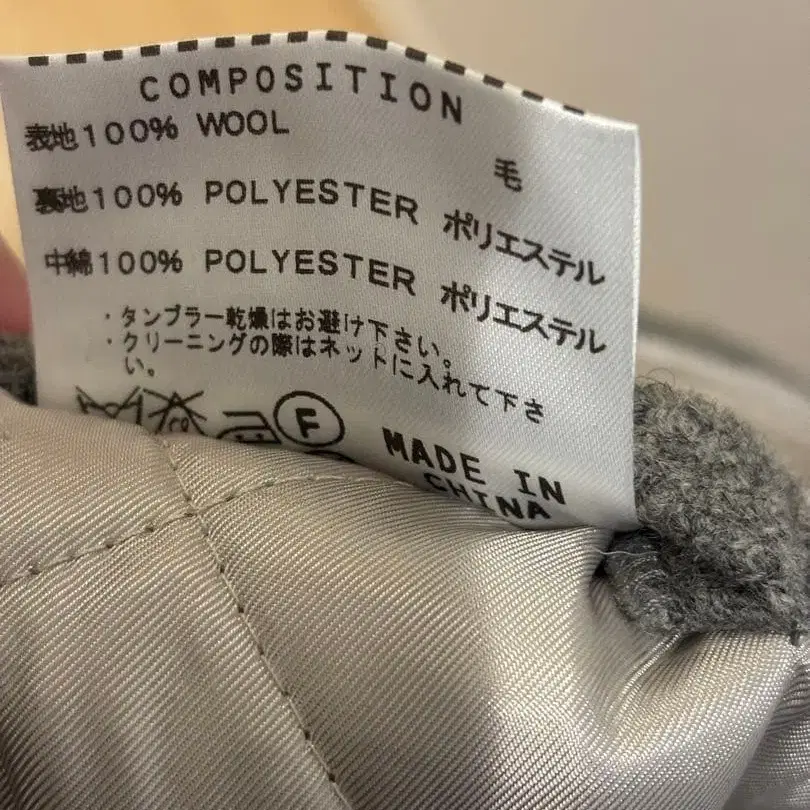 COMPOSITION
表地100% WOOL 毛
裏地100% POLYESTER ポリエステル
中綿100% POLYESTER ポリエステル
・タンブラー乾燥はお避け下さい。
・クリーニングの際はネットに入れて下さ
い。
F
MADE IN
CHINA